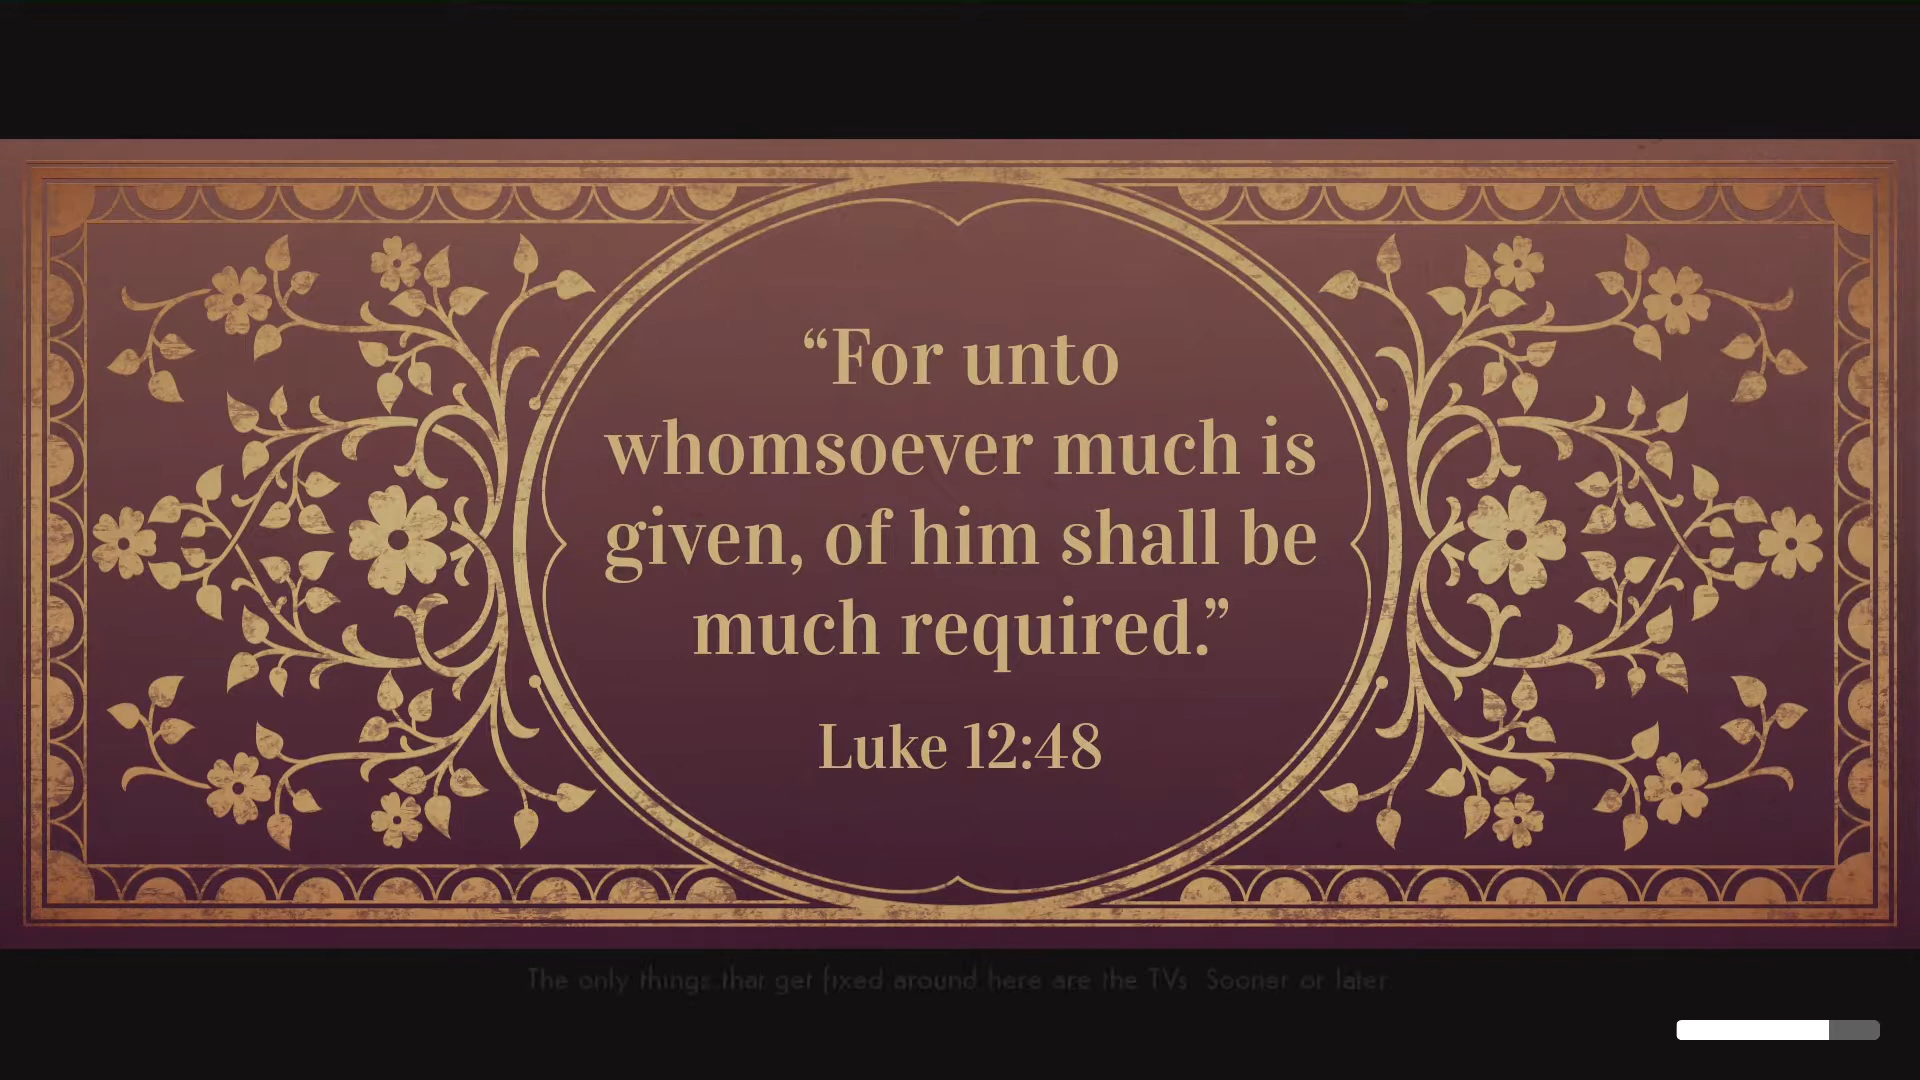 “For unto
whomsoever much is
given, of him shall be
much required.”
Luke 12:48
The only things that get fixed around here are the TVs. Sooner or later.